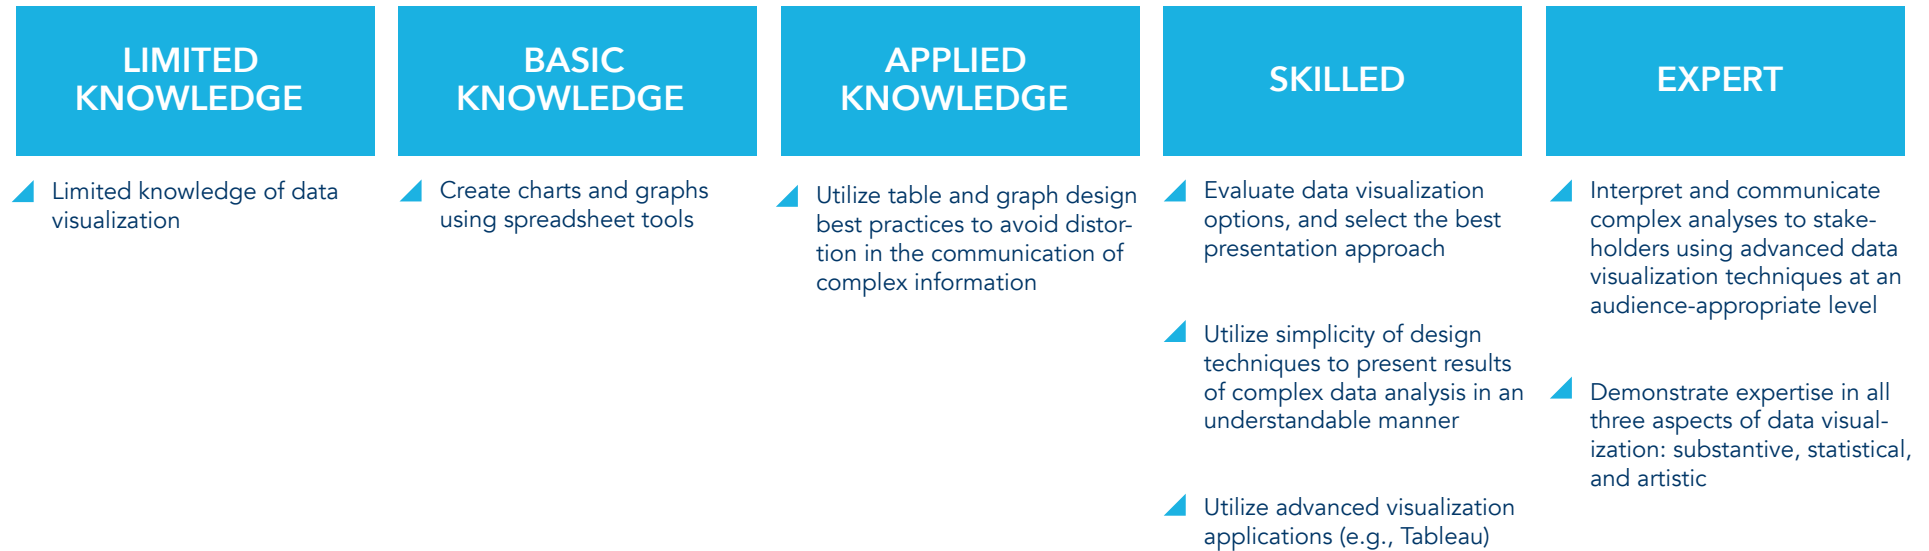 LIMITED
KNOWLEDGE
Limited knowledge of data
visualization
BASIC
KNOWLEDGE
Create charts and graphs
using spreadsheet tools
APPLIED
KNOWLEDGE
Utilize table and graph design
best practices to avoid distor-
tion in the communication of
complex information
SKILLED
Evaluate data visualization
options, and select the best
presentation approach
Utilize simplicity of design
techniques to present results
of complex data analysis in an
understandable manner
Utilize advanced visualization
applications (e.g., Tableau)
EXPERT
Interpret and communicate
complex analyses to stake-
holders using advanced data
visualization techniques at an
audience-appropriate level
Demonstrate expertise in all
three aspects of data visual-
ization: substantive, statistical,
and artistic